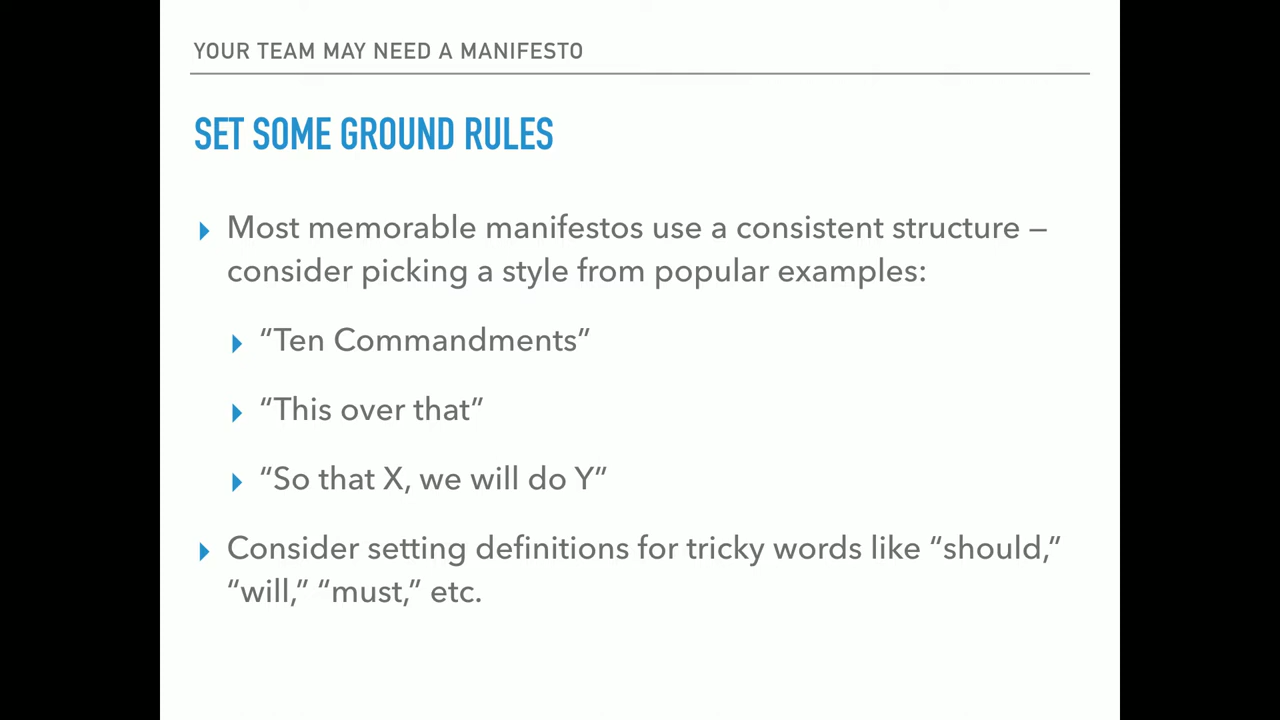 YOUR TEAM MAY NEED A MANIFESTO
SET SOME GROUND RULES
Most memorable manifestos use a consistent structure –
consider picking a style from popular examples:
“Ten Commandments”
“This over that”
“So that X, we will do Y”
Consider setting definitions for tricky words like “should,”
“will,” “must,” etc.